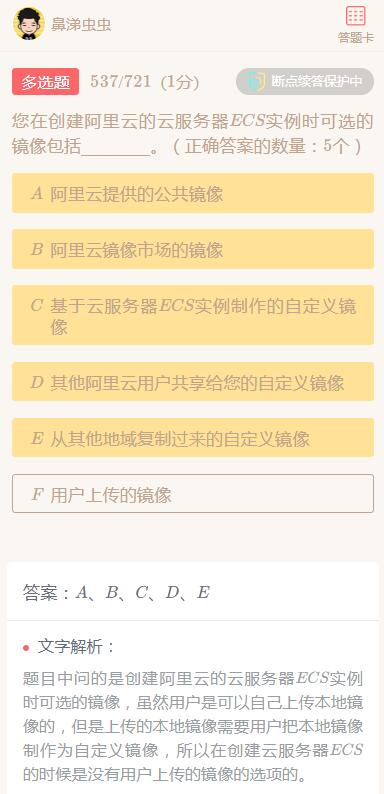 鼻涕虫虫
答题卡
多选题 537/721 (1分) 断点续答保护中
您在创建阿里云的云服务器ECS实例时可选的
镜像包括________。（正确答案的数量：5个）
A 阿里云提供的公共镜像
B 阿里云镜像市场的镜像
C 基于云服务器ECS实例制作的自定义镜
像
D 其他阿里云用户共享给您的自定义镜像
E 从其他地域复制过来的自定义镜像
F 用户上传的镜像
答案：A、B、C、D、E
文字解析：
题目中问的是创建阿里云的云服务器ECS实例
时可选的镜像，虽然用户是可以自己上传本地镜
像的，但是上传的本地镜像需要用户把本地镜像
制作为自定义镜像，所以在创建云服务器ECS
的时候是没有用户上传的镜像的选项的。